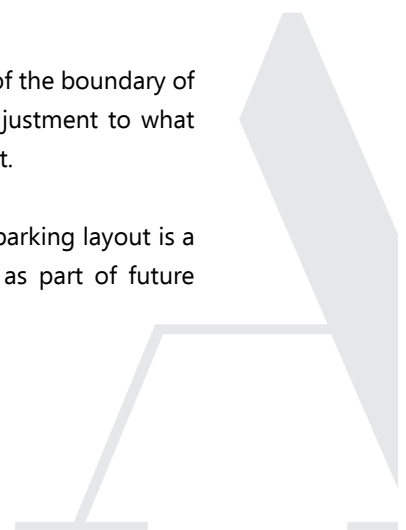 of the boundary of
justment to what
t.
parking layout is a
as part of future